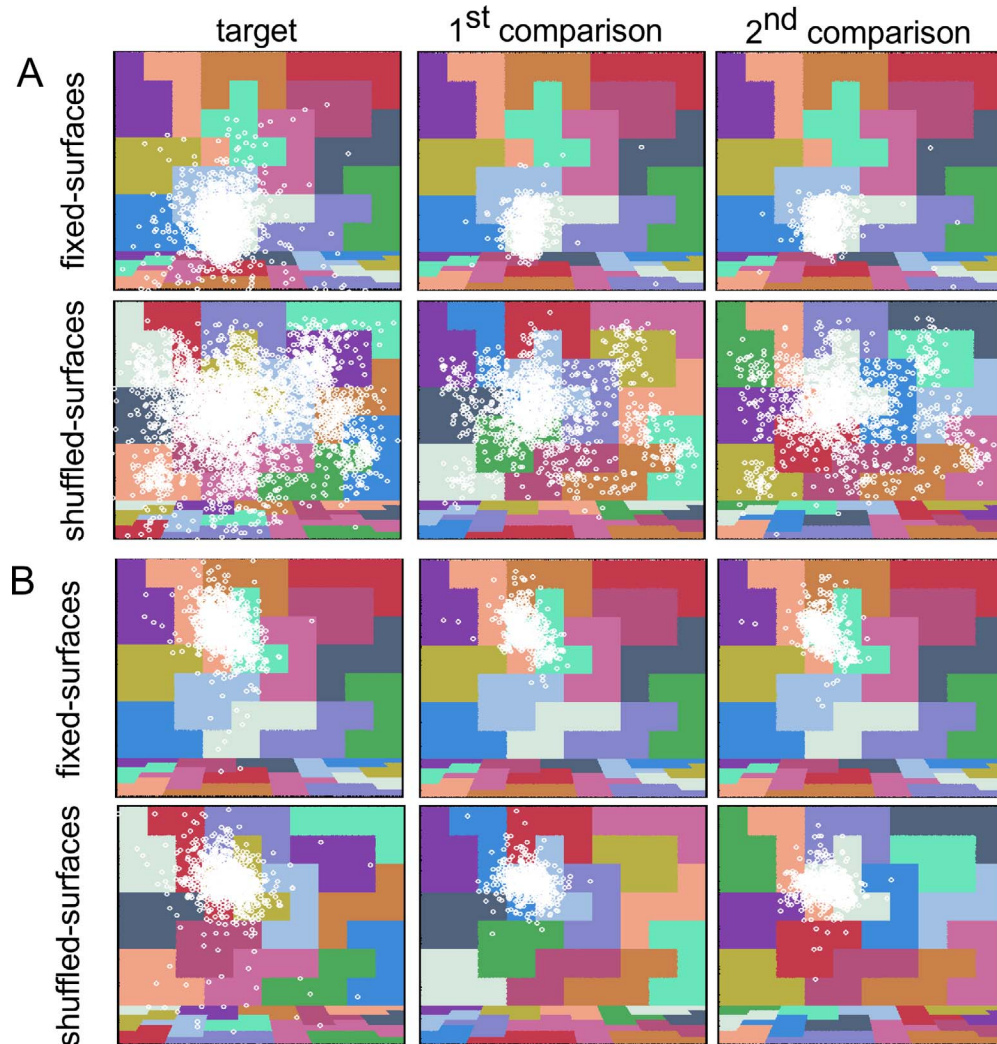 target 1st comparison 2nd comparison
A
fixed-surfaces
shuffled-surfaces
B
fixed-surfaces
shuffled-surfaces